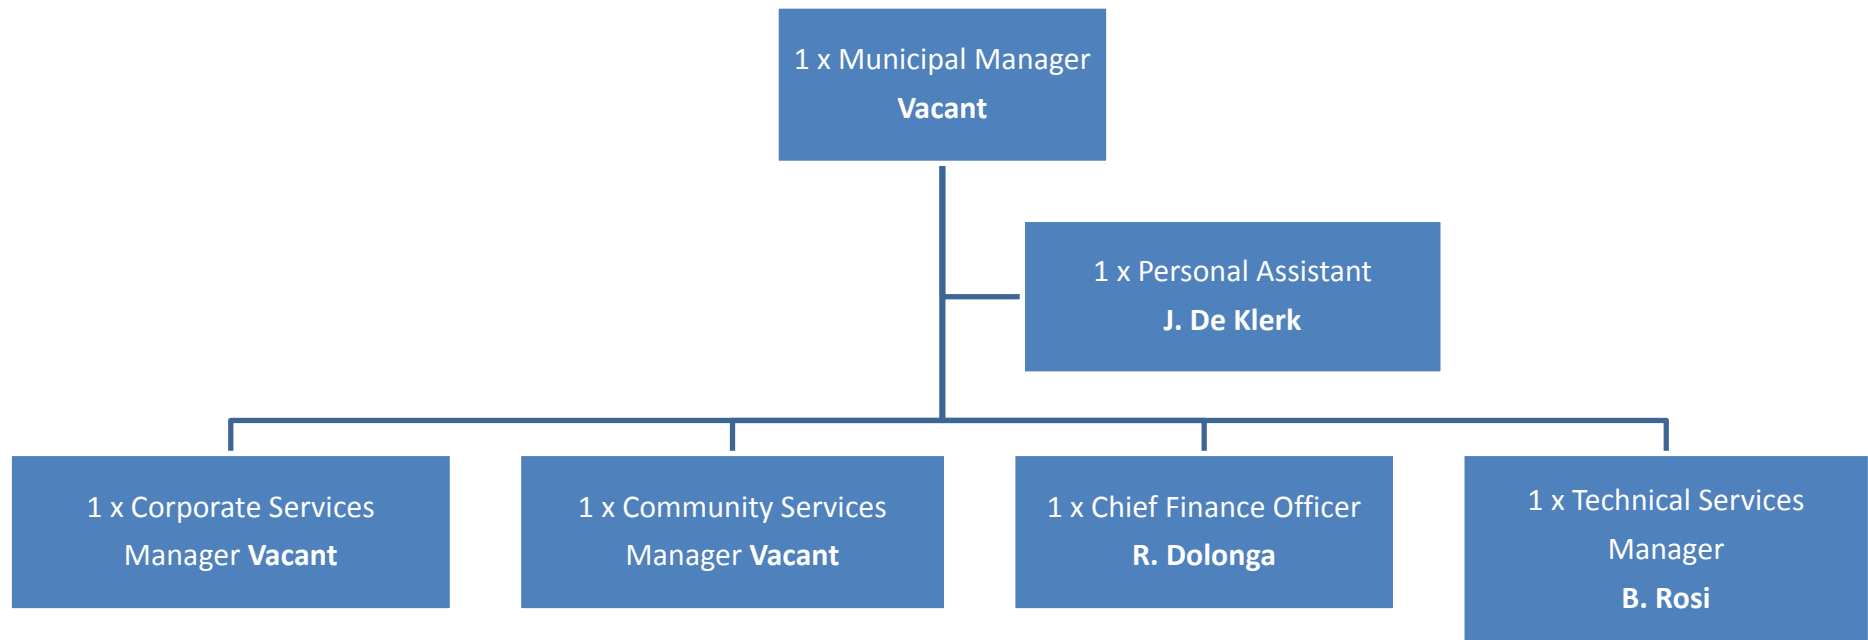 1 x Municipal Manager
Vacant
1 x Personal Assistant
J. De Klerk
1 x Corporate Services
Manager Vacant
1 x Community Services
Manager Vacant
1 x Chief Finance Officer
R. Dolonga
1 x Technical Services
Manager
B. Rosi